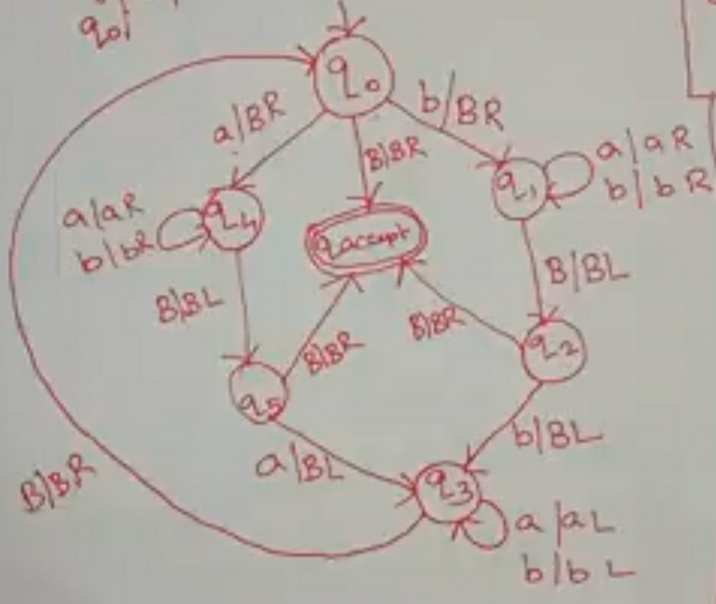 q0/
q0
a/BR
b/BR
B/BR
a/aR
b/bR
q1
a/aR
b/bR
q4
qaccept
B/BL
B/BL
B/BR
B/BR
q2
q5
b/BL
a/BL
q3
B/BR
a/aL
b/bL